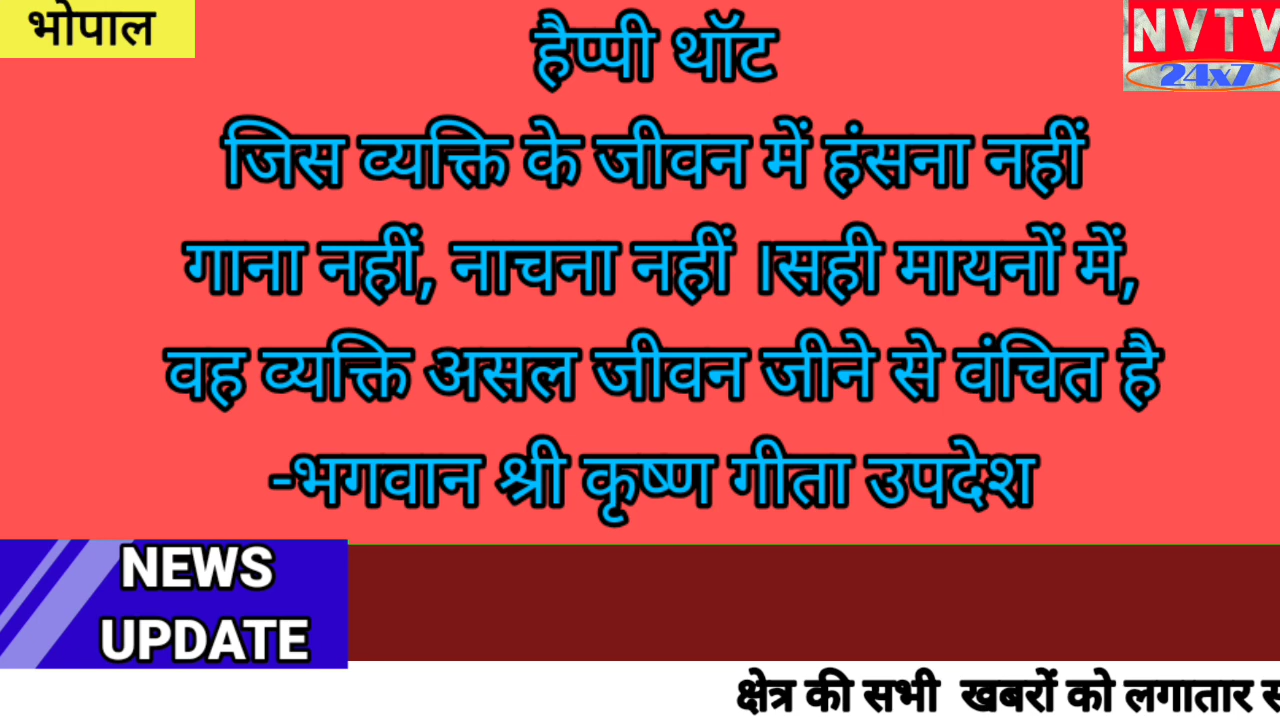 भोपाल
NVTV
24x7
हैप्पी थॉट
जिस व्यक्ति के जीवन में हंसना नहीं
गाना नहीं, नाचना नहीं ।सही मायनों में,
वह व्यक्ति असल जीवन जीने से वंचित है
-भगवान श्री कृष्ण गीता उपदेश
NEWS
UPDATE
क्षेत्र की सभी खबरों को लगातार